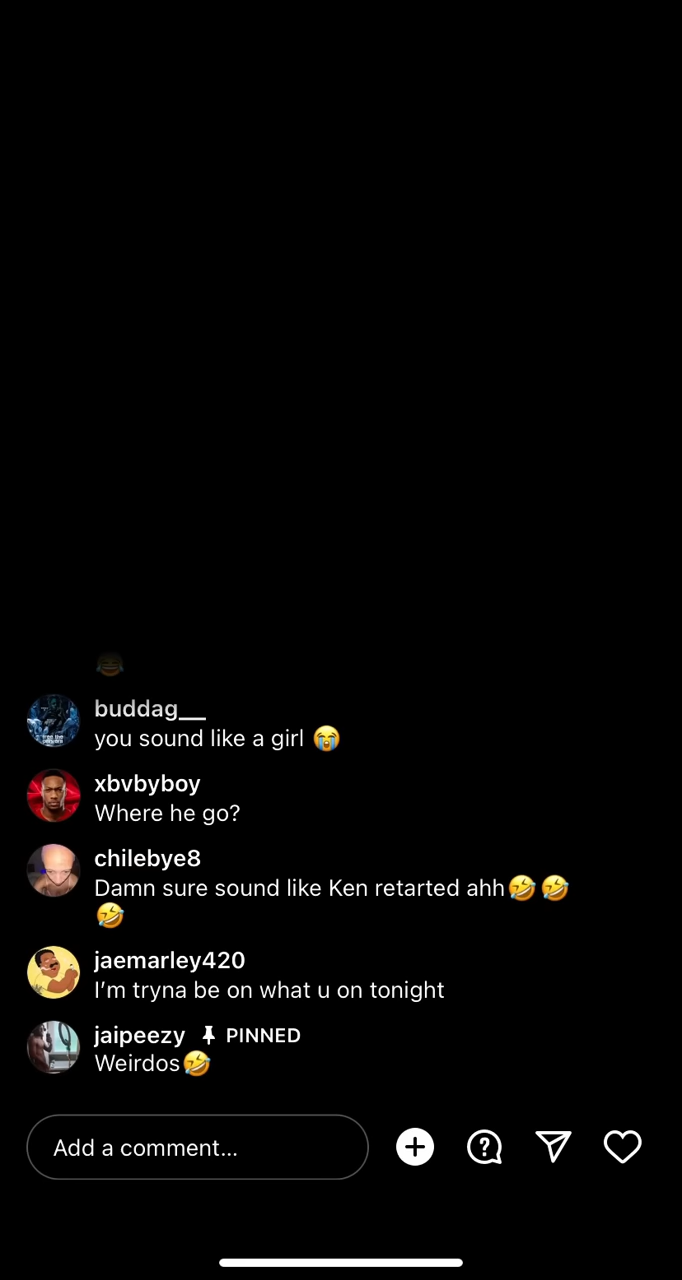 😂
buddag__
you sound like a girl 😭
xbvbyboy
Where he go?
chilebye8
Damn sure sound like Ken retarted ahh🤣🤣
🤣
jaemarley420
I’m tryna be on what u on tonight
jaipeezy 📌 PINNED
Weirdos🤣
Add a comment...